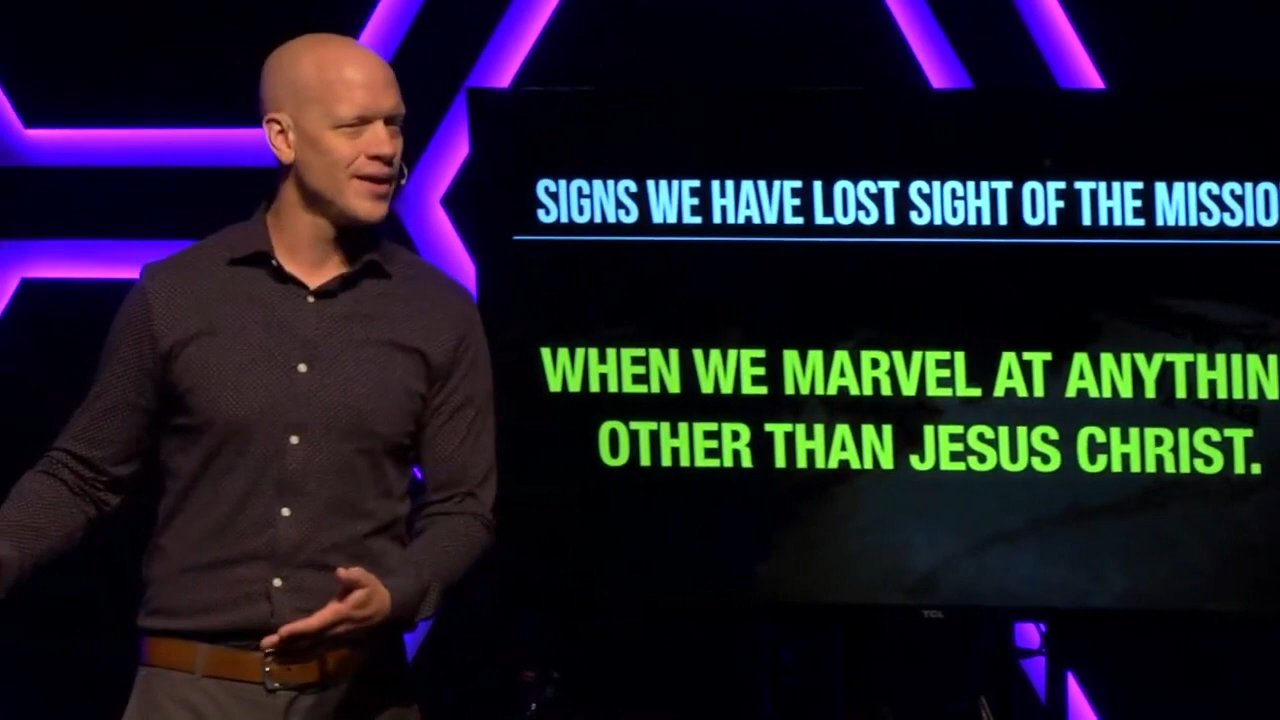 SIGNS WE HAVE LOST SIGHT OF THE MISSIO
WHEN WE MARVEL AT ANYTHIN
OTHER THAN JESUS CHRIST.
TCL